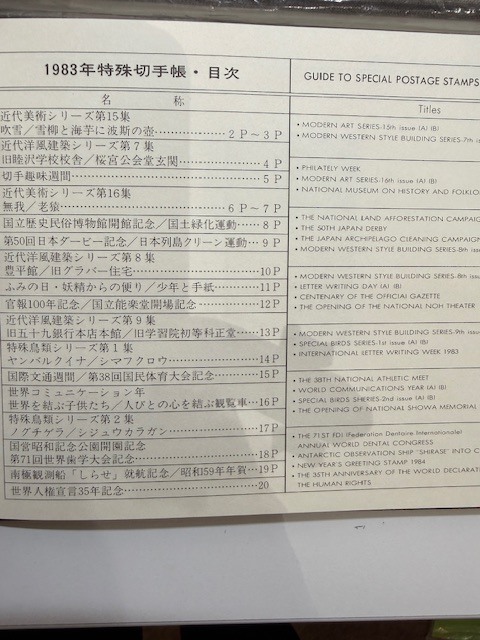 1983年特殊切手帳・目次
名 称
近代美術シリーズ第15集
吹雪／雪柳と海芋に波斯の壺………………2P～3P
近代洋風建築シリーズ第7集
旧睦沢学校校舎／桜宮公会堂玄関………………4P
切手趣味週間………………5P
近代美術シリーズ第16集
無我／老猿………………6P～7P
国立歴史民俗博物館開館記念／国土緑化運動……8P
第50回日本ダービー記念／日本列島クリーン運動…9P
近代洋風建築シリーズ第8集
豊平館／旧グラバー住宅………………10P
ふみの日・妖精からの便り／少年と手紙………11P
官報100年記念／国立能楽堂開場記念…………12P
近代洋風建築シリーズ第9集
旧五十九銀行本店本館／旧学習院初等科正堂……13P
特殊鳥類シリーズ第1集
ヤンバルクイナ／シマフクロウ………………14P
国際文通週間／第38回国民体育大会記念…………15P
世界コミュニケーション年
世界を結ぶ子供たち／人びとの心を結ぶ観覧車…16P
特殊鳥類シリーズ第2集
ノグチゲラ／シジュウカラガン………………17P
国営昭和記念公園開園記念
第71回世界歯学大会記念………………18P
南極観測船「しらせ」就航記念／昭和59年年賀…19P
世界人権宣言35年記念………………20
GUIDE TO SPECIAL POSTAGE STAMPS
Titles
• MODERN ART SERIES-15th issue (A) (B)
• MODERN WESTERN STYLE BUILDING SERIES-7th
• PHILATELY WEEK
• MODERN ART SERIES-16th issue (A) (B)
• NATIONAL MUSEUM ON HISTORY AND
• THE NATIONAL LAND AFFORESTATION
• THE 50TH JAPAN DERBY
• THE JAPAN ARCHIPELAGO CLEANING
• MODERN WESTERN STYLE BUILDING SERIES-8th
• MODERN WESTERN STYLE BUILDING SERIES-8th
• LETTER WRITING DAY (A) (B)
• CENTENARY OF THE OFFICIAL GAZETTE
• THE OPENING OF THE NATIONAL NOH THEATER
• MODERN WESTERN STYLE BUILDING SERIES-9th
• SPECIAL BIRDS SERIES-1st issue (A) (B)
• INTERNATIONAL LETTER WRITING WEEK 1983
• THE 38TH NATIONAL ATHLETIC MEET
• WORLD COMMUNICATIONS YEAR (A) (B)
• SPECIAL BIRDS SHERIES-2nd issue (A) (B)
• THE OPENING OF NATIONAL SHOWA MEMORIAL
• THE 71ST FDI (Federation Dentaire Internationale)
ANNUAL WORLD DENTAL CONGRESS
• ANTARCTIC OBSERVATION SHIP "SHIRASE" INTO
• NEW YEAR'S GREETING STAMP 1984
• THE 35TH ANNIVERSARY OF THE WORLD
THE HUMAN RIGHTS